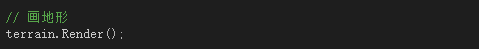 // 画地形
terrain.Render();